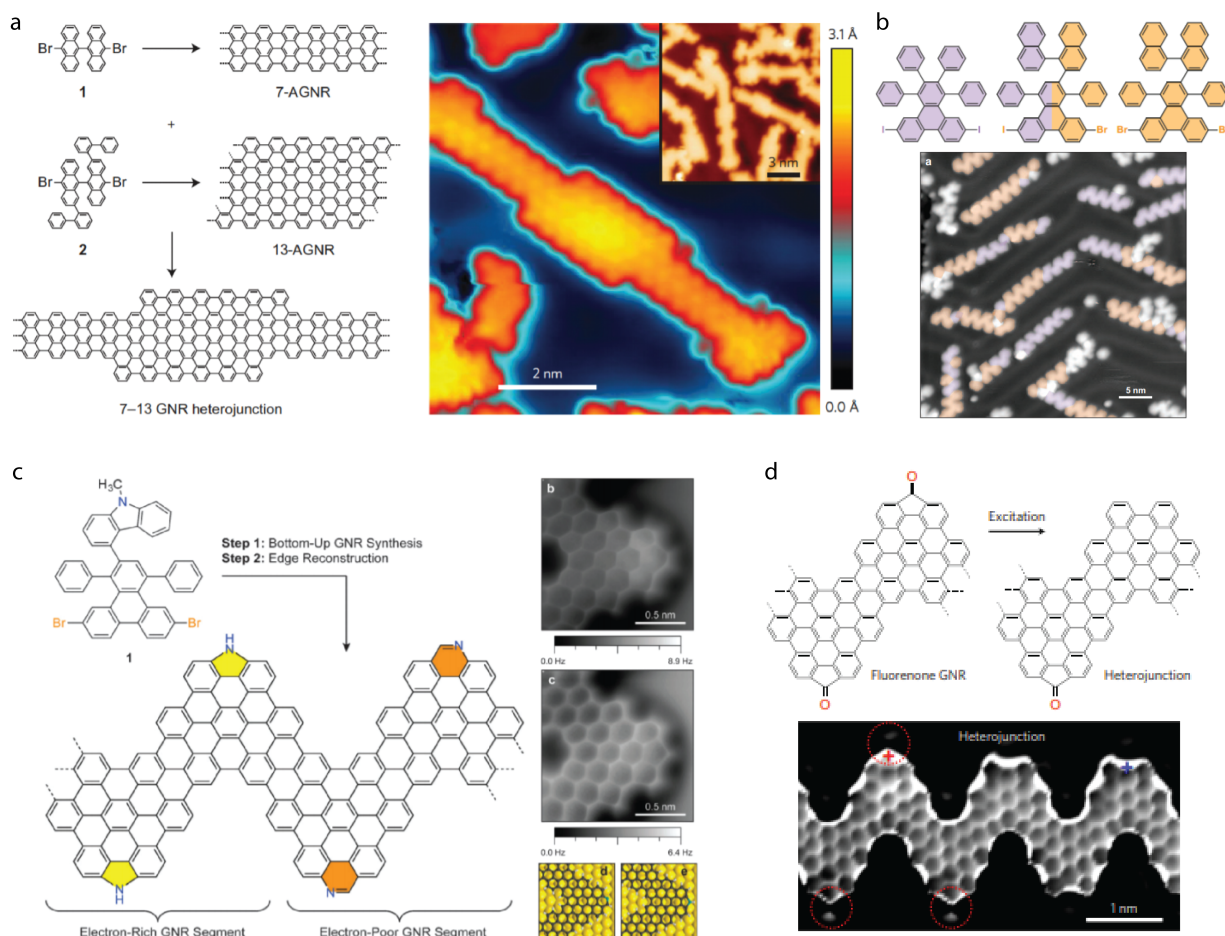 a
Br
Br
1
7-AGNR
+
Br
Br
2
13-AGNR
7–13 GNR heterojunction
3.1 Å
3 nm
2 nm
0.0 Å
b
I
I
I
Br
Br
B
a
5 nm
c
H₃C
N
Step 1: Bottom-Up GNR Synthesis
Step 2: Edge Reconstruction
Br
Br
1
H
N
N
N
H
N
Electron-Rich GNR Segment
Electron-Poor GNR Segment
b
0.5 nm
0.0 Hz
8.9 Hz
c
0.5 nm
0.0 Hz
6.4 Hz
d
e
d
O
Excitation
Fluorenone GNR
Heterojunction
O
O
Heterojunction
1 nm